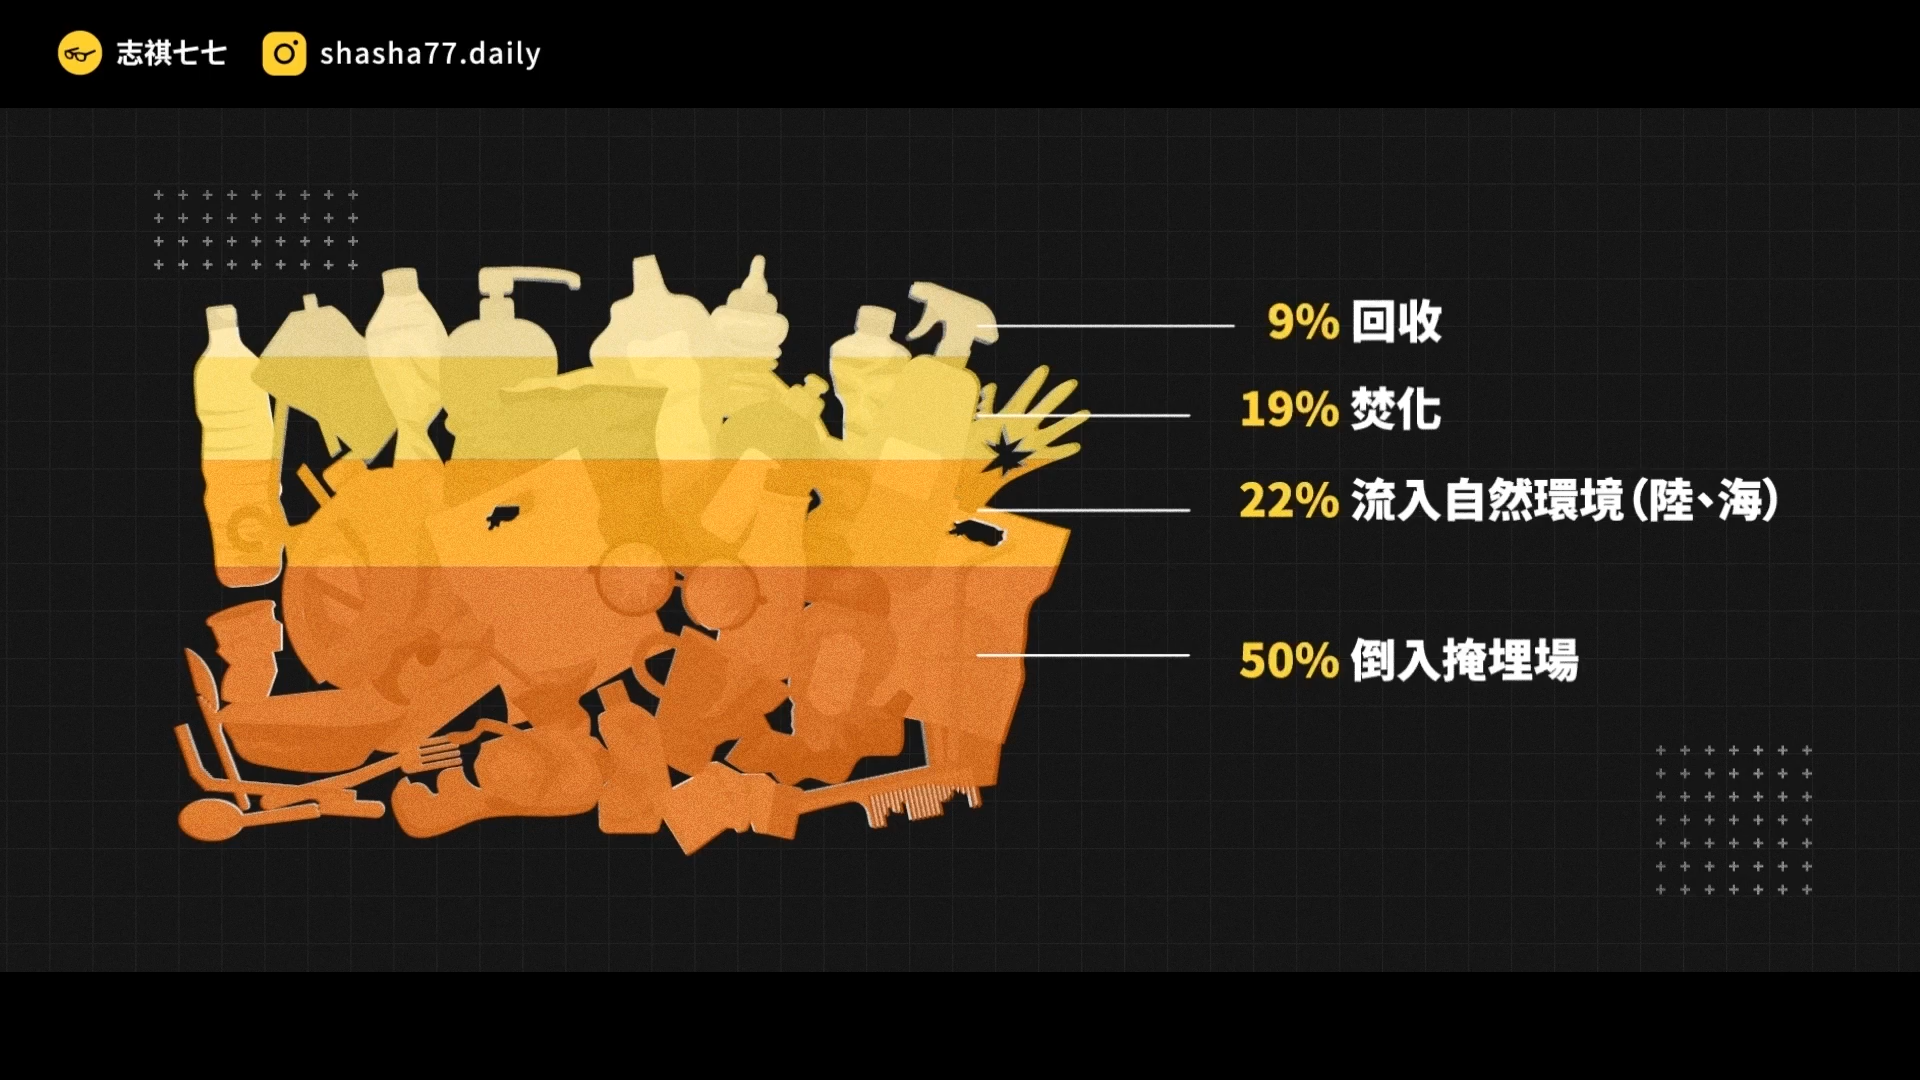 志祺七七 shasha77.daily
9% 回收
19% 焚化
22% 流入自然環境(陸、海)
50% 倒入掩埋場